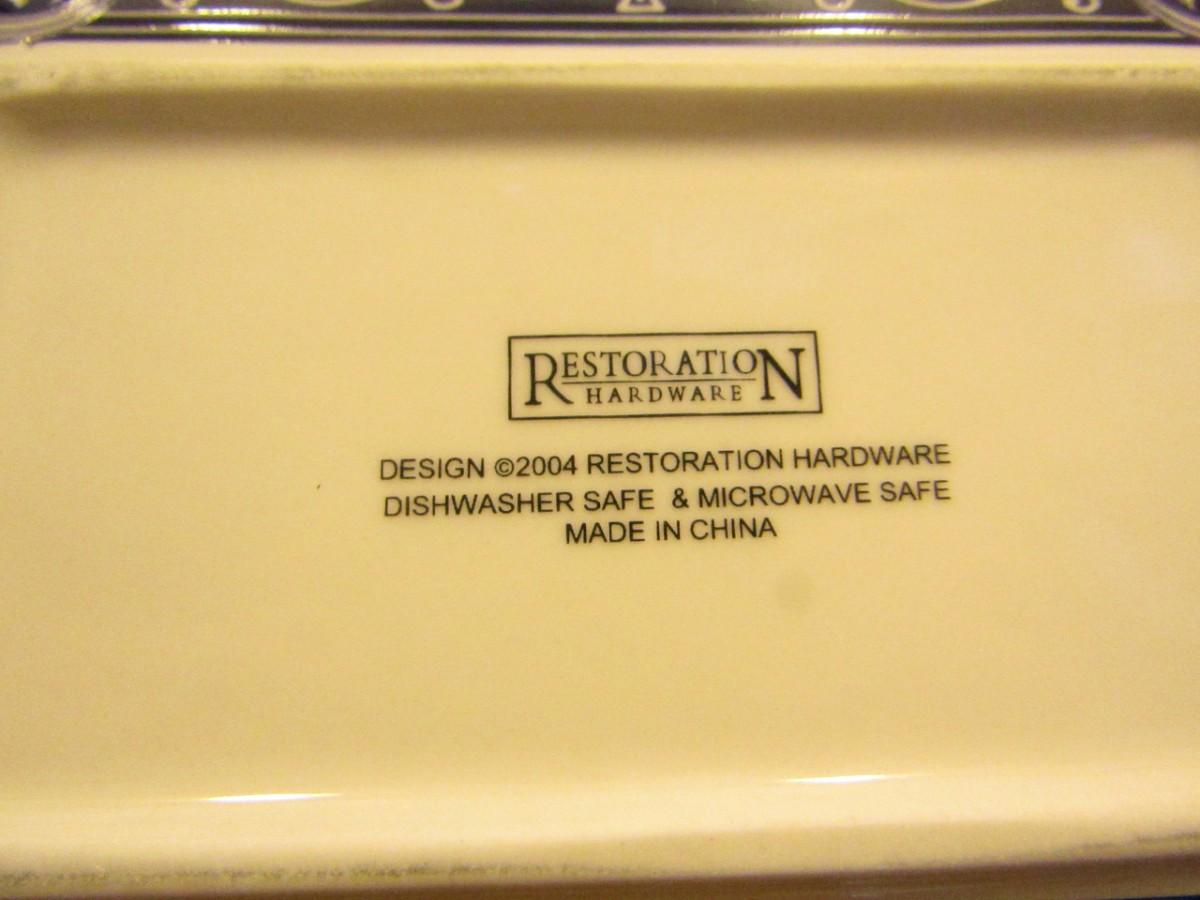 RESTORATION
HARDWARE
DESIGN ©2004 RESTORATION HARDWARE
DISHWASHER SAFE & MICROWAVE SAFE
MADE IN CHINA